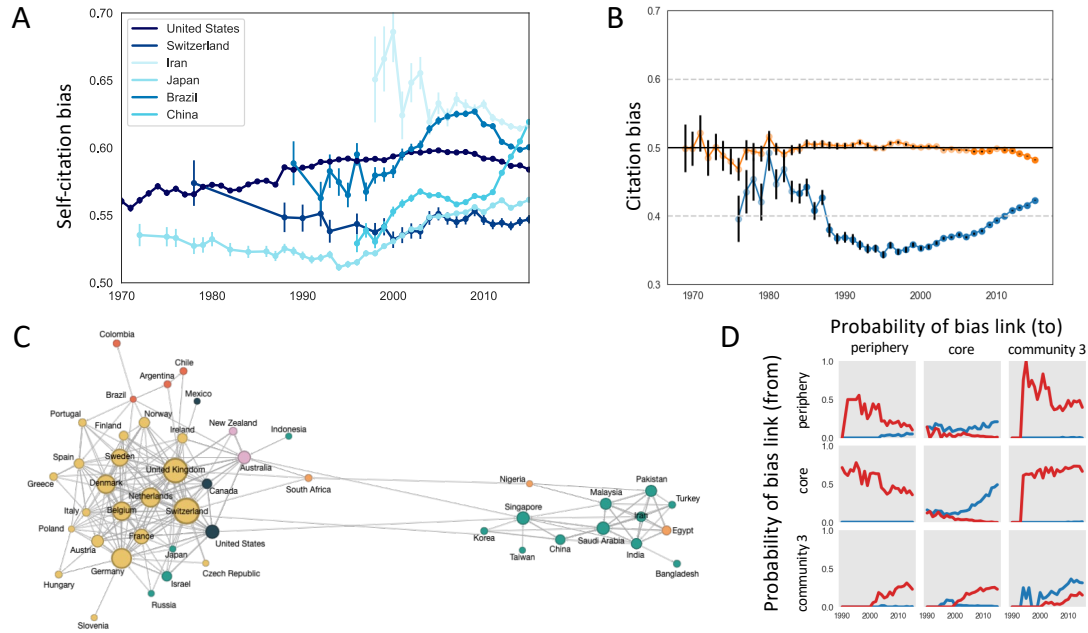 A
Self-citation bias
0,70
0,65
0,60
0,55
0,50
1970
1980
1990
2000
2010
United States
Switzerland
Iran
Japan
Brazil
China
B
Citation bias
0.5
0.6
0.5
0.4
0.3
1970
1980
1990
2000
2010
C
Colombia
Chile
Argentina
Mexico
Brazil
Portugal
Norway
New Zealand
Finland
Ireland
Indonesia
Spain
Sweden
United Kingdom
Australia
Greece
Denmark
Canada
South Africa
Netherlands
Italy
Belgium
Switzerland
Poland
France
United States
Austria
Japan
Germany
Czech Republic
Hungary
Israel
Russia
Slovenia
Nigeria
Pakistan
Malaysia
Turkey
Singapore
Iran
Egypt
Korea
Saudi Arabia
Taiwan
China
India
Bangladesh
D
Probability of bias link (to)
periphery
core
community 3
Probability of bias link (from)
periphery
1.0
0.5
0.0
core
1.0
0.5
0.0
community 3
1.0
0.5
0.0
1990
2000
2010
1990
2000
2010
1990
2000
2010